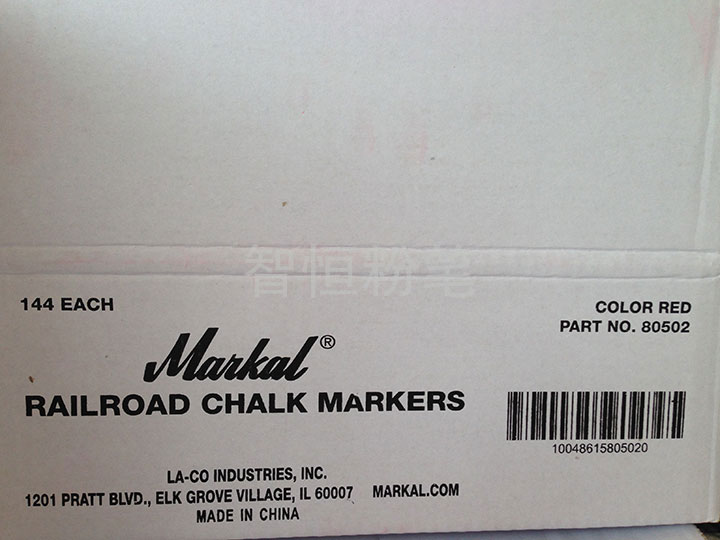 智恒粉笔
144 EACH
COLOR RED
PART NO. 80502
Markal®
RAILROAD CHALK MARKERS
10048615805020
LA-CO INDUSTRIES, INC.
1201 PRATT BLVD., ELK GROVE VILLAGE, IL 60007 MARKAL.COM
MADE IN CHINA